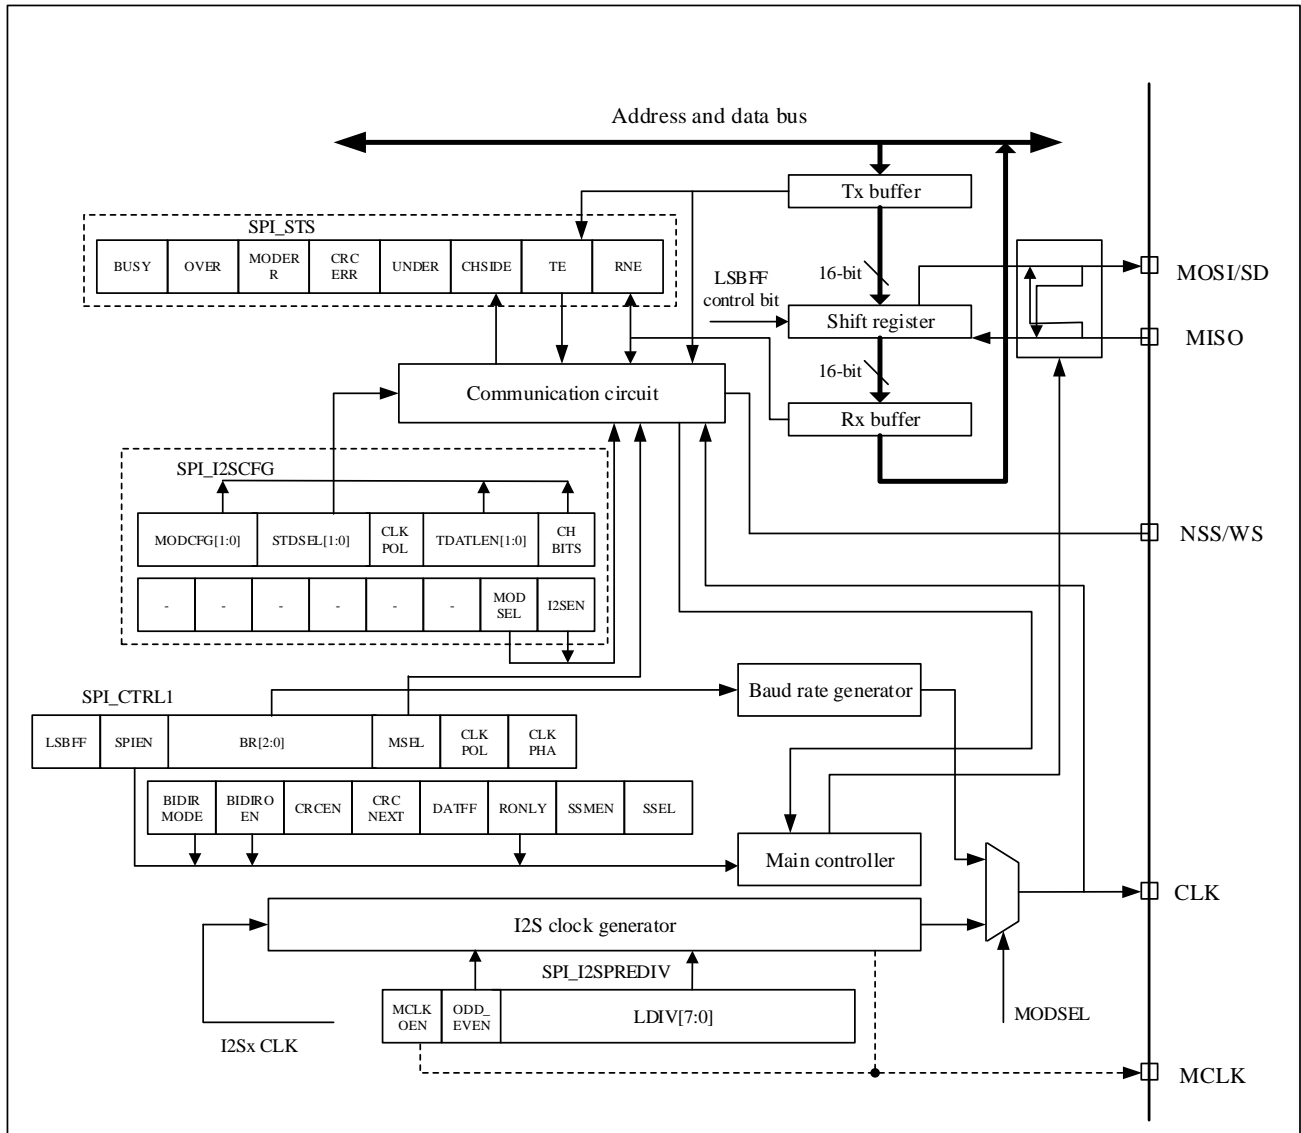 Address and data bus
Tx buffer
SPI_STS
BUSY
OVER
MODER
R
CRC
ERR
UNDER
CHSIDE
TE
RNE
16-bit
MOSI/SD
LSBFF
control bit
Shift register
MISO
16-bit
Communication circuit
Rx buffer
SPI_I2SCFG
MODCFG[1:0]
STDSEL[1:0]
CLK
POL
TDATLEN[1:0]
CH
BITS
NSS/WS
-
-
-
-
-
-
MOD
SEL
I2SEN
SPI_CTRL1
Baud rate generator
LSBFF
SPIEN
BR[2:0]
MSEL
CLK
POL
CLK
PHA
BIDIR
MODE
BIDIRO
EN
CRCEN
CRC
NEXT
DATFF
RONLY
SSMEN
SSEL
Main controller
CLK
I2S clock generator
SPI_I2SPREDIV
MCLK
OEN
ODD_
EVEN
LDIV[7:0]
MODSEL
I2Sx CLK
MCLK